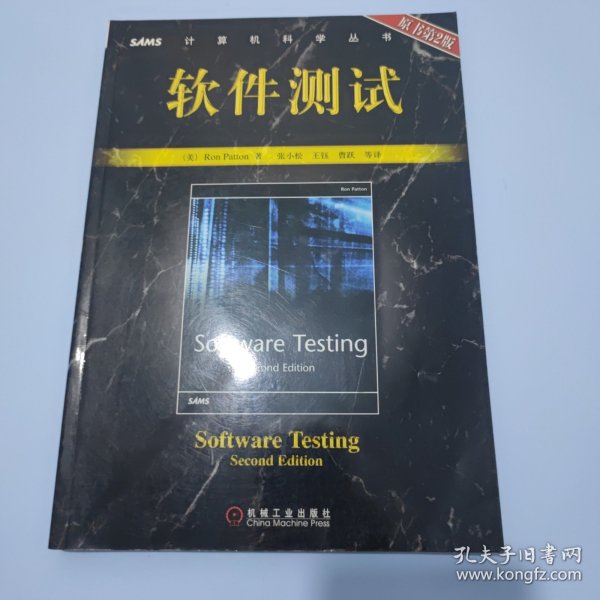 SAMS 计算机科学丛书
原书第2版
软件测试
(美) Ron Patton 著 张小松 王钰 曹跃 等译
Ron Patton
Software Testing
Second Edition
SAMS
Software Testing
Second Edition
机械工业出版社
China Machine Press
孔夫子旧书网
www.kongfz.com